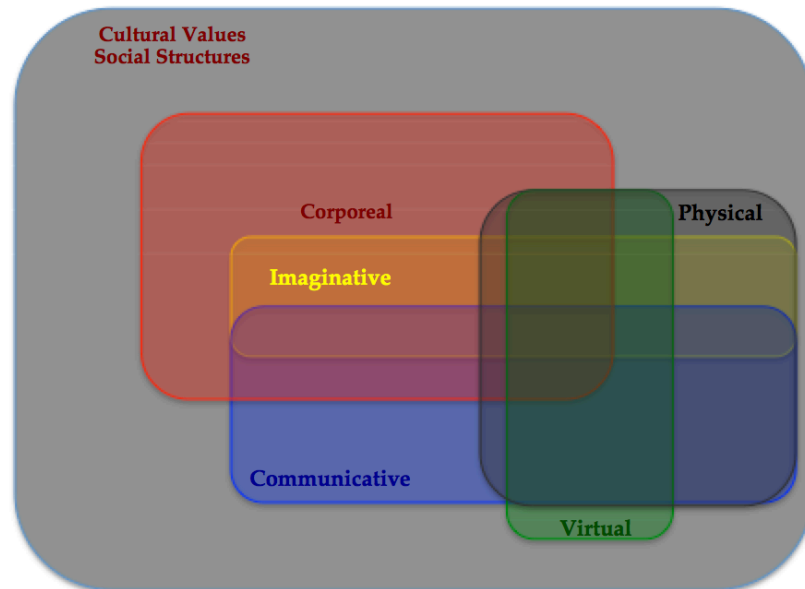 Cultural Values
Social Structures
Corporeal
Physical
Imaginative
Communicative
Virtual